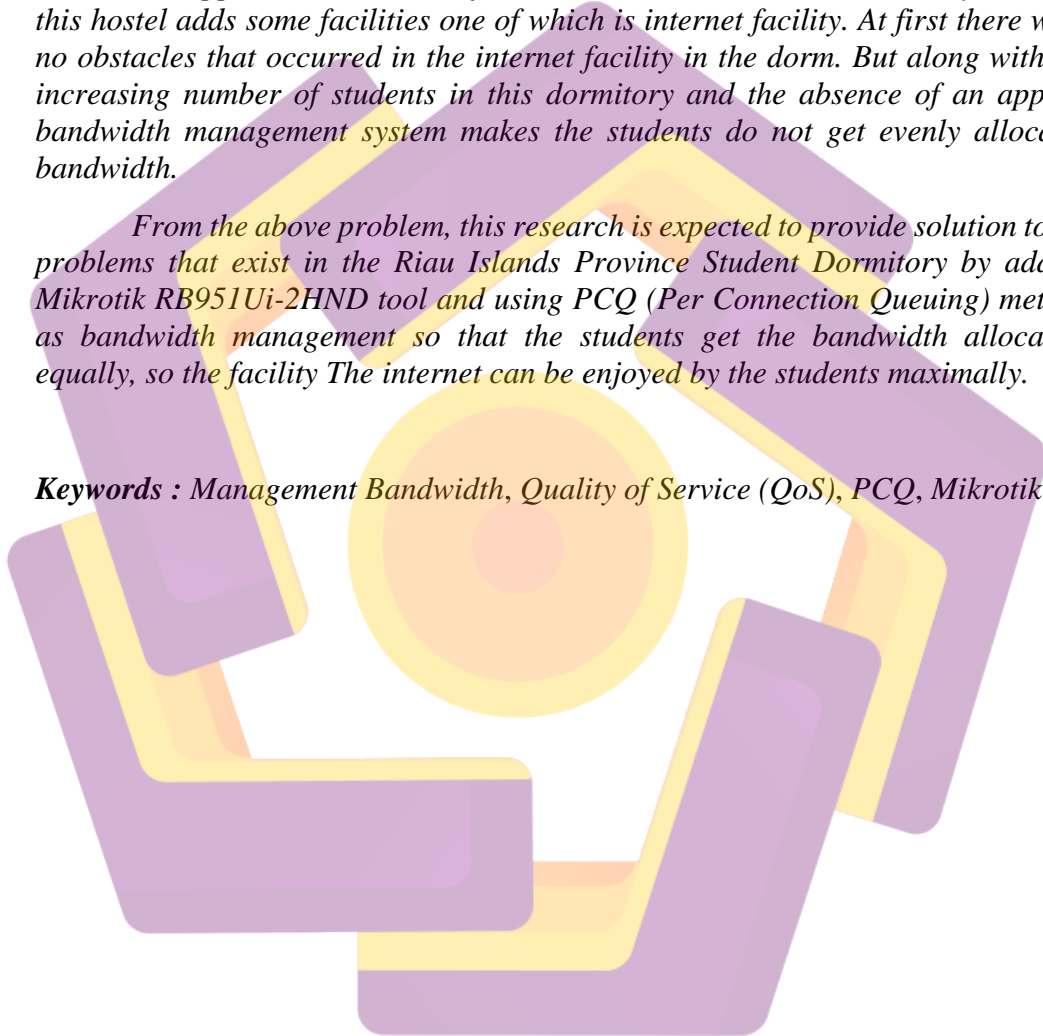 this hostel adds some facilities one of which is internet facility. At first there w
no obstacles that occurred in the internet facility in the dorm. But along with
increasing number of students in this dormitory and the absence of an app
bandwidth management system makes the students do not get evenly alloca
bandwidth.
From the above problem, this research is expected to provide solution to
problems that exist in the Riau Islands Province Student Dormitory by add
Mikrotik RB951Ui-2HND tool and using PCQ (Per Connection Queuing) met
as bandwidth management so that the students get the bandwidth alloca
equally, so the facility The internet can be enjoyed by the students maximally.
Keywords : Management Bandwidth, Quality of Service (QoS), PCQ, Mikrotik